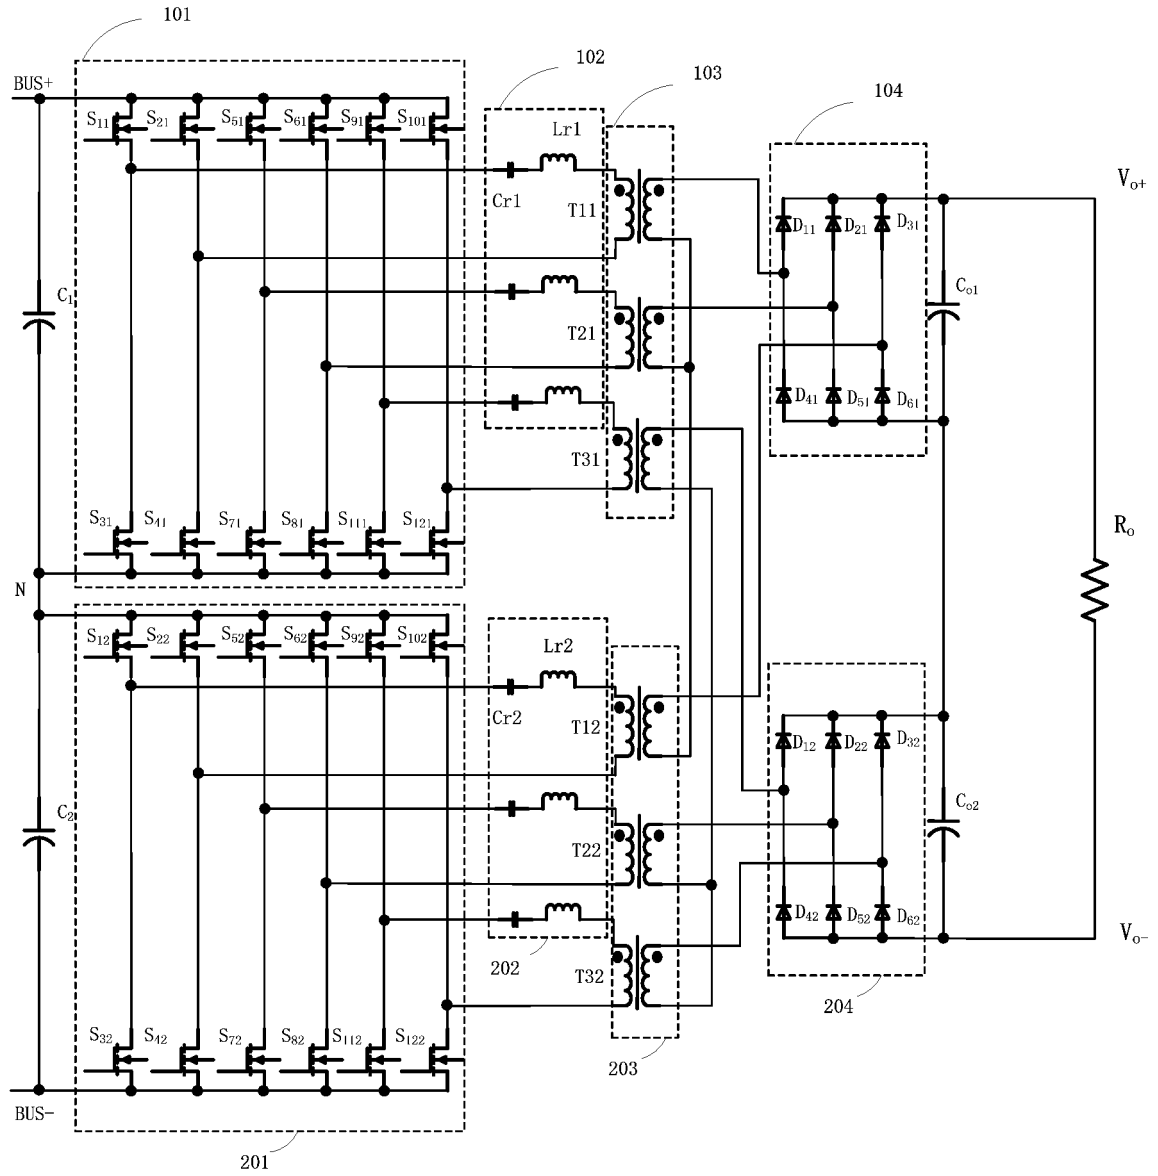 101
BUS+
S₁₁ S₂₁ S₅₁ S₆₁ S₉₁ S₁₀₁
102
103
104
Lr1
Cr1
T11
V₀₊
D₁₁ D₂₁ D₃₁
C₁
T21
Cₒ₁
D₄₁ D₅₁ D₆₁
T31
S₃₁ S₄₁ S₇₁ S₈₁ S₁₁₁ S₁₂₁
Rₒ
N
S₁₂ S₂₂ S₅₂ S₆₂ S₉₂ S₁₀₂
Lr2
Cr2
T12
D₁₂ D₂₂ D₃₂
C₂
T22
Cₒ₂
D₄₂ D₅₂ D₆₂
Vₒ₋
202
T32
204
S₃₂ S₄₂ S₇₂ S₈₂ S₁₁₂ S₁₂₂
203
BUS-
201